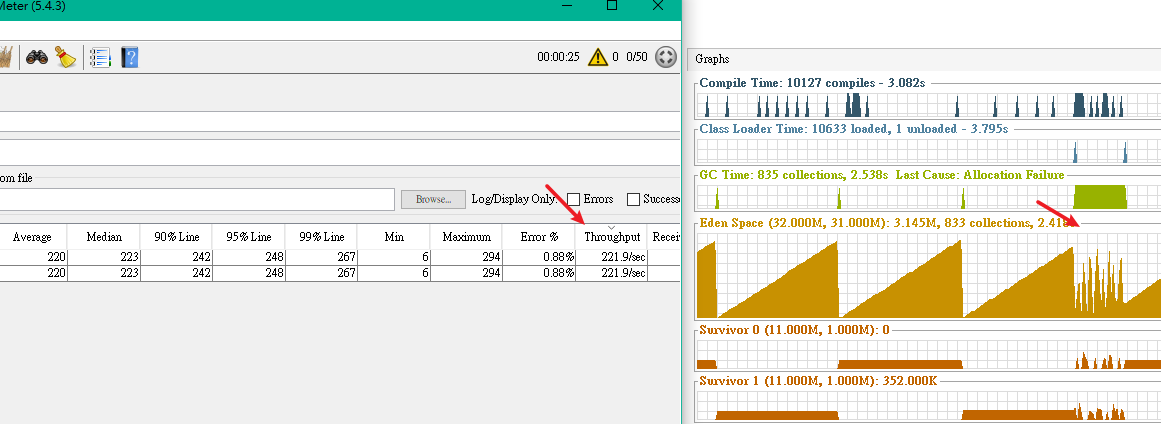 Meter (5.4.3)
00:00:25 0 0/50
om file
Browse... Log/Display Only: Errors Success
Average Median 90% Line 95% Line 99% Line Min Maximum Error % Throughput Recei
220 223 242 248 267 6 294 0.88% 221.9/sec
220 223 242 248 267 6 294 0.88% 221.9/sec
Graphs
Compile Time: 10127 compiles - 3.082s
Class Loader Time: 10633 loaded, 1 unloaded - 3.795s
GC Time: 835 collections, 2.538s Last Cause: Allocation Failure
Eden Space (32.000M, 31.000M): 3.145M, 833 collections, 2.418s
Survivor 0 (11.000M, 1.000M): 0
Survivor 1 (11.000M, 1.000M): 352.000K